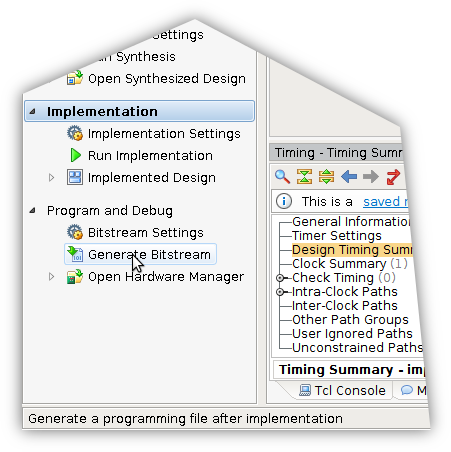 Settings
Synthesis
Open Synthesized Design
Implementation
Implementation Settings
Run Implementation
Implemented Design
Program and Debug
Bitstream Settings
Generate Bitstream
Open Hardware Manager
Timing - Timing Summ
This is a saved
General Information
Timer Settings
Design Timing Summ
Clock Summary (1)
Check Timing (0)
Intra-Clock Paths
Inter-Clock Paths
Other Path Groups
User Ignored Paths
Unconstrained Paths
Timing Summary - imp
Tcl Console
Generate a programming file after implementation